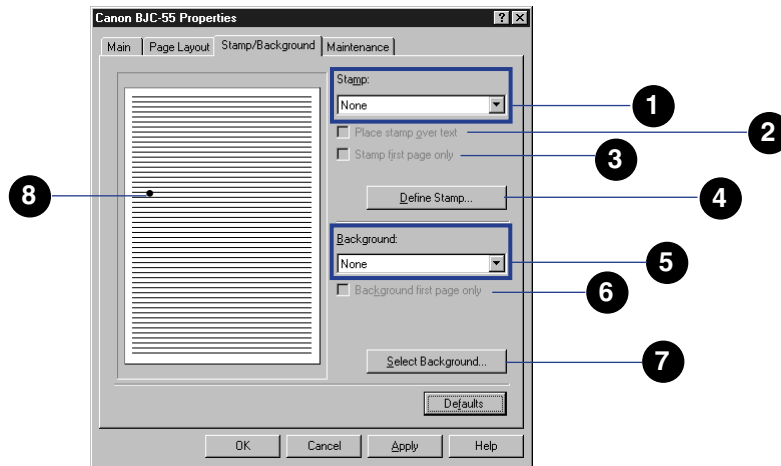 Canon BJC-55 Properties
? X
Main Page Layout Stamp/Background Maintenance
Stamp:
None
1
Place stamp over text
2
Stamp first page only
3
Define Stamp...
4
8
Background:
None
5
Background first page only
6
Select Background...
7
Defaults
OK Cancel Apply Help